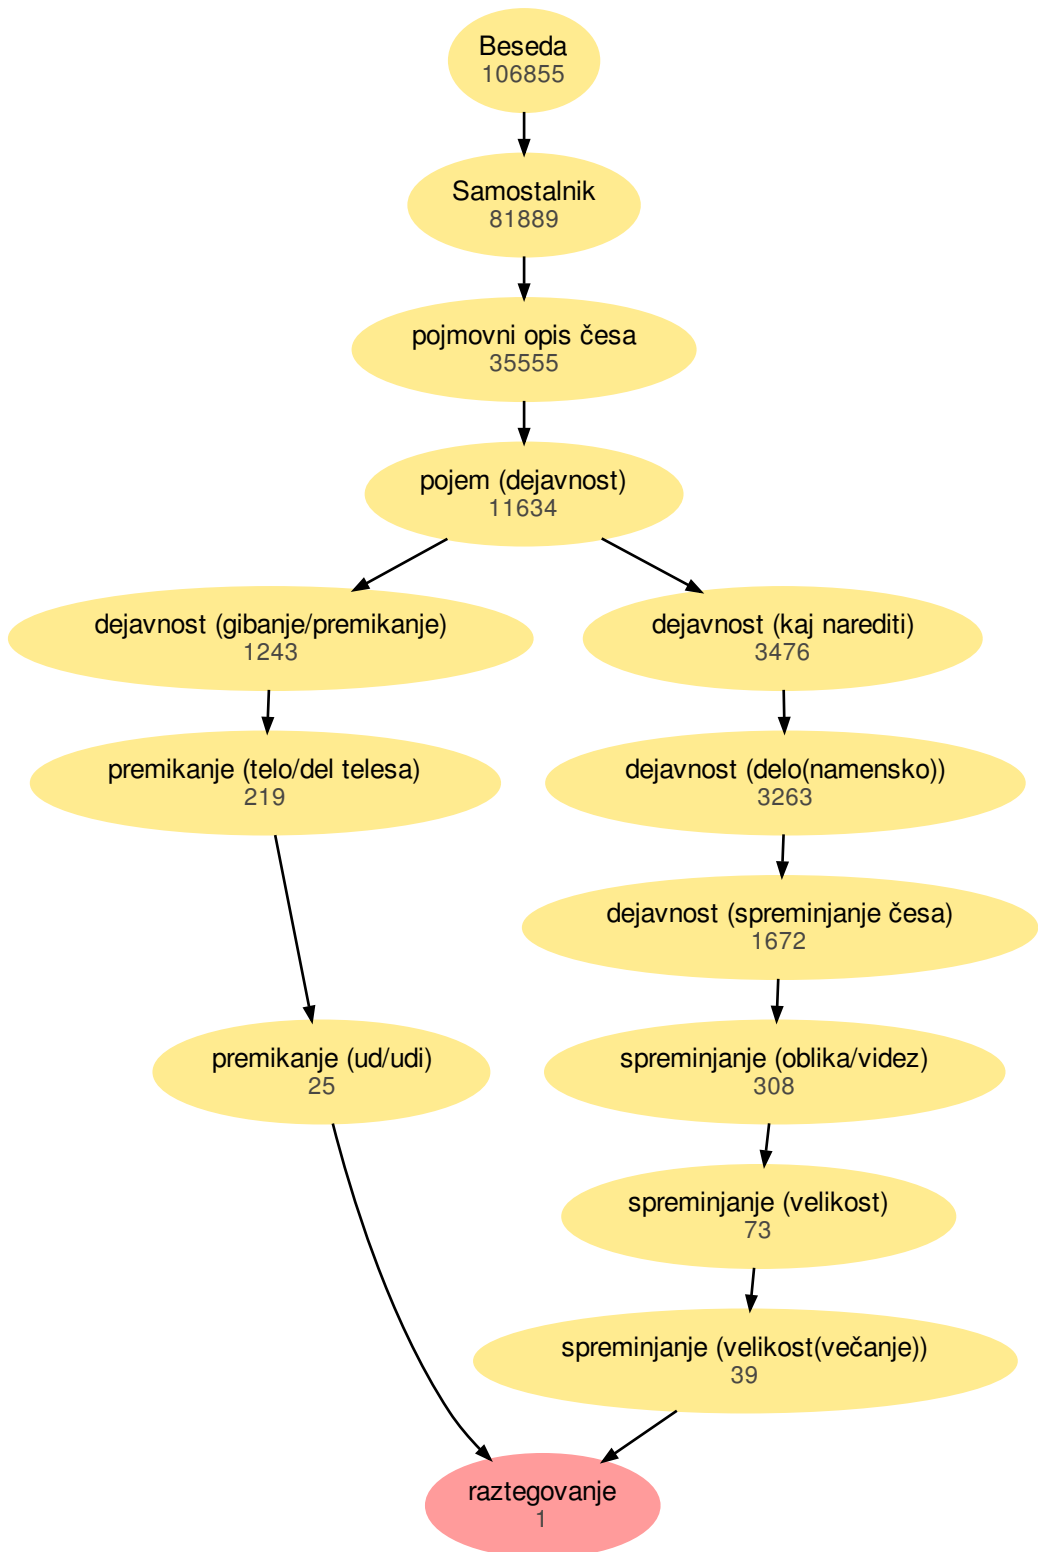 Beseda
106855
Samostalnik
81889
pojmovni opis česa
35555
pojem (dejavnost)
11634
dejavnost (gibanje/premikanje)
1243
dejavnost (kaj narediti)
3476
premikanje (telo/del telesa)
219
dejavnost (delo(namensko))
3263
dejavnost (spreminjanje česa)
1672
premikanje (ud/udi)
25
spreminjanje (oblika/videz)
308
spreminjanje (velikost)
73
spreminjanje (velikost(večanje))
39
raztegovanje
1